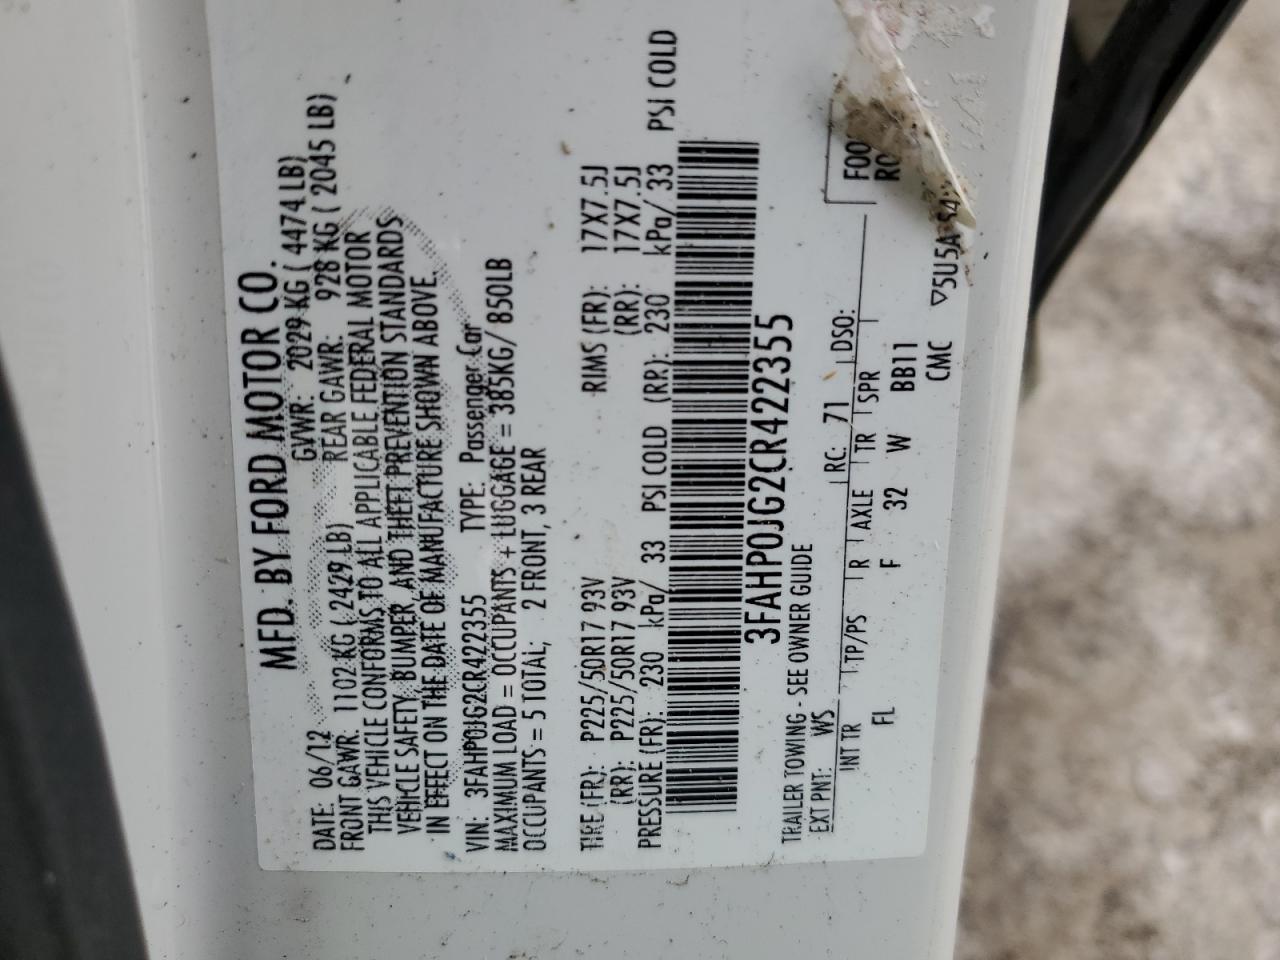 MFD. BY FORD MOTOR CO.
DATE: 06/12 GVWR: 2029 KG ( 4474 LB)
FRONT GAWR: 1102 KG ( 2429 LB) REAR GAWR: 928 KG ( 2045 LB)
THIS VEHICLE CONFORMS TO ALL APPLICABLE FEDERAL MOTOR
VEHICLE SAFETY, BUMPER, AND THEFT PREVENTION STANDARDS
IN EFFECT ON THE DATE OF MANUFACTURE SHOWN ABOVE.
VIN: 3FAHP0JG2CR422355 TYPE: Passenger Car
MAXIMUM LOAD = OCCUPANTS + LUGGAGE = 385KG/ 850LB
OCCUPANTS = 5 TOTAL; 2 FRONT, 3 REAR
TIRE (FR): P225/50R17 93V RIMS (FR): 17X7.5J
(RR): P225/50R17 93V (RR): 17X7.5J
PRESSURE (FR): 230 kPa/ 33 PSI COLD (RR): 230 kPa/ 33 PSI COLD
3FAHP0JG2CR422355
TRAILER TOWING - SEE OWNER GUIDE
EXT PNT: WS RC: 71 DSO:
INT TR TP/PS R AXLE TR SPR
FL F 32 W BB11
CMC ▽5U5A